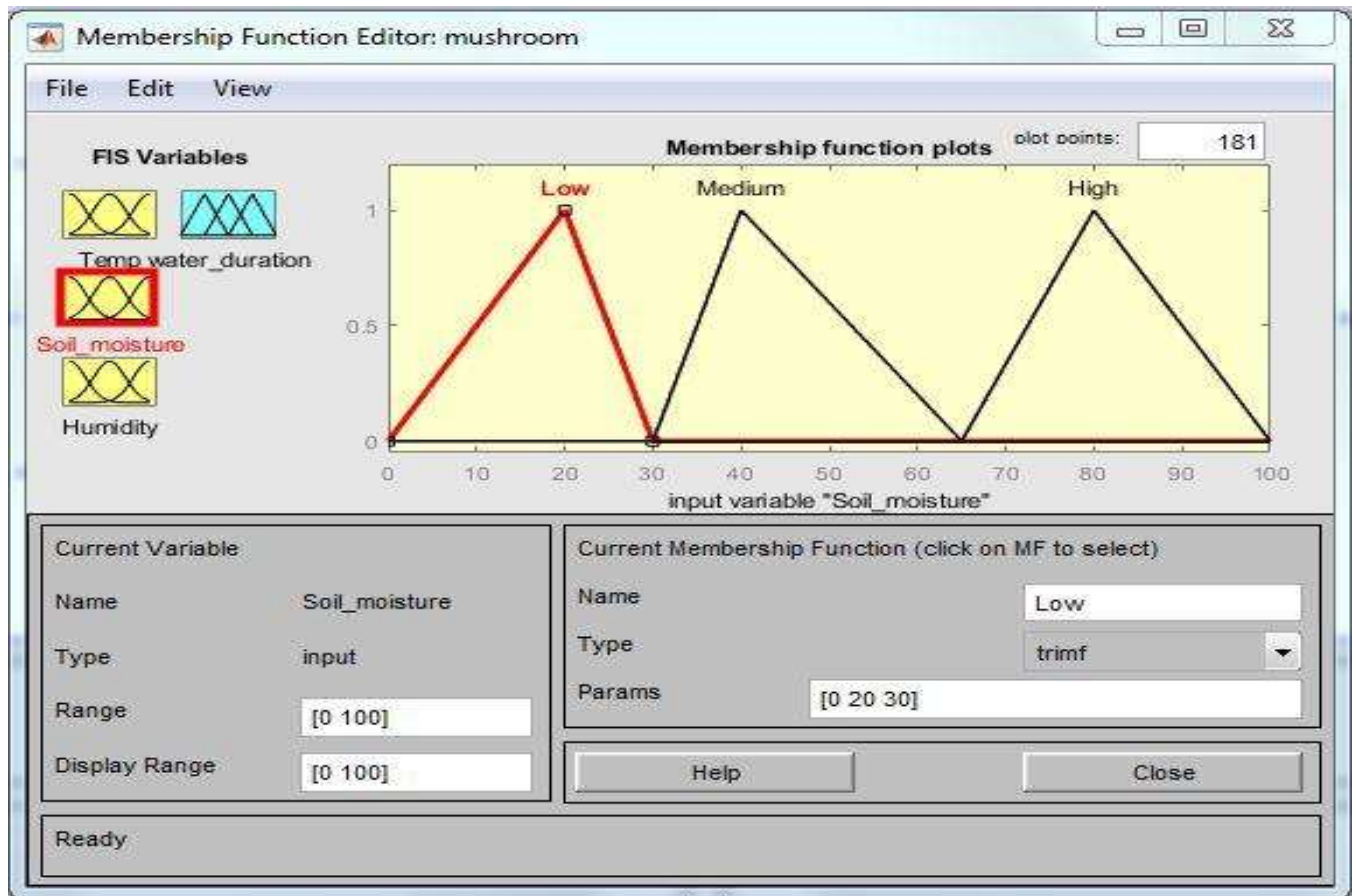 Membership Function Editor: mushroom
File Edit View
FIS Variables
Membership function plots
plot points:
181
Temp water_duration
Soil_moisture
Humidity
Low Medium High
1
0.5
0
0 10 20 30 40 50 60 70 80 90 100
input variable "Soil_moisture"
Current Variable
Name Soil_moisture
Type input
Range [0 100]
Display Range [0 100]
Current Membership Function (click on MF to select)
Name Low
Type trimf
Params [0 20 30]
Help Close
Ready